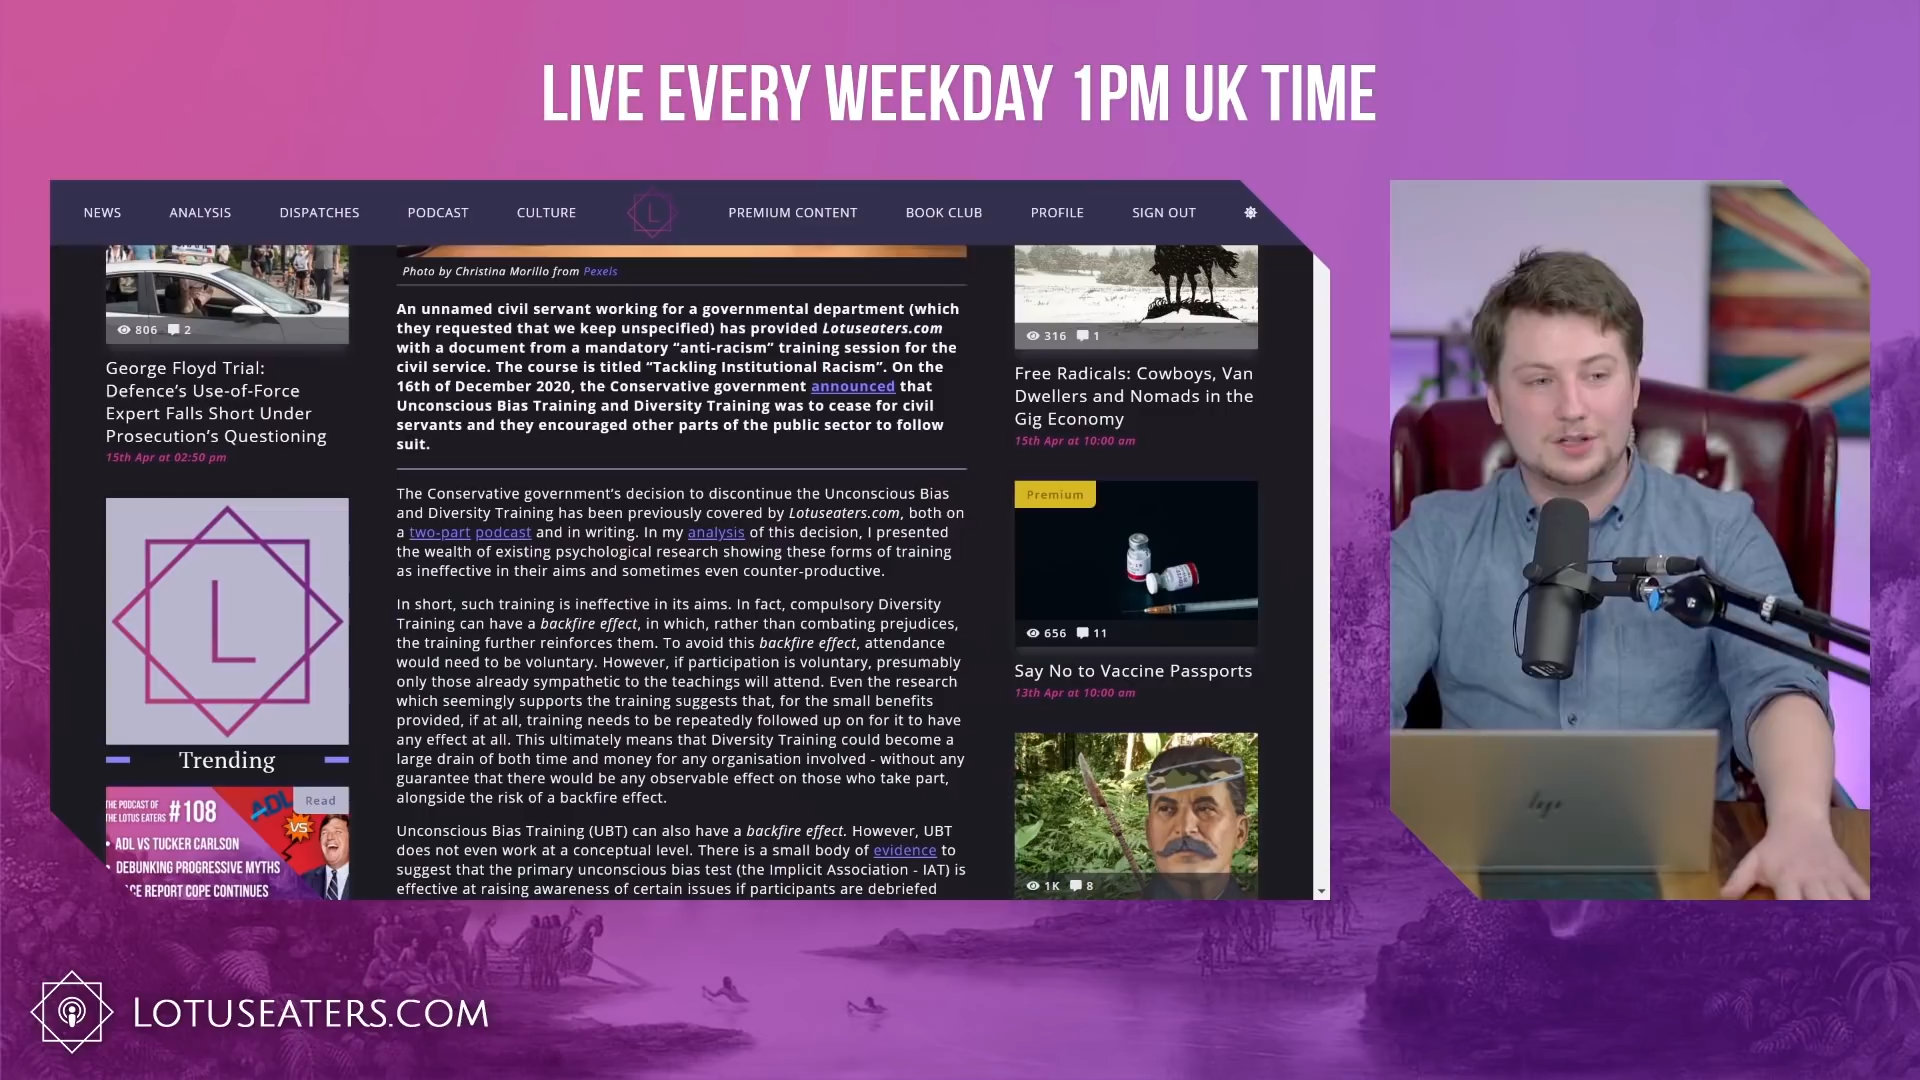 LIVE EVERY WEEKDAY 1PM UK TIME
NEWS
ANALYSIS
DISPATCHES
PODCAST
CULTURE
L
PREMIUM CONTENT
BOOK CLUB
PROFILE
SIGN OUT
806 2
George Floyd Trial:
Defence’s Use-of-Force
Expert Falls Short Under
Prosecution’s Questioning
15th Apr at 02:50 pm
L
Trending
Read
THE PODCAST OF
THE LOTUS EATERS #108
ADL
VS
• ADL VS TUCKER CARLSON
• DEBUNKING PROGRESSIVE MYTHS
CE REPORT COPE CONTINUES
Photo by Christina Morillo from Pexels
An unnamed civil servant working for a governmental department (which
they requested that we keep unspecified) has provided Lotuseaters.com
with a document from a mandatory “anti-racism” training session for the
civil service. The course is titled “Tackling Institutional Racism”. On the
16th of December 2020, the Conservative government announced that
Unconscious Bias Training and Diversity Training was to cease for civil
servants and they encouraged other parts of the public sector to follow
suit.
The Conservative government’s decision to discontinue the Unconscious Bias
and Diversity Training has been previously covered by Lotuseaters.com, both on
a two-part podcast and in writing. In my analysis of this decision, I presented
the wealth of existing psychological research showing these forms of training
as ineffective in their aims and sometimes even counter-productive.
In short, such training is ineffective in its aims. In fact, compulsory Diversity
Training can have a backfire effect, in which, rather than combating prejudices,
the training further reinforces them. To avoid this backfire effect, attendance
would need to be voluntary. However, if participation is voluntary, presumably
only those already sympathetic to the teachings will attend. Even the research
which seemingly supports the training suggests that, for the small benefits
provided, if at all, training needs to be repeatedly followed up on for it to have
any effect at all. This ultimately means that Diversity Training could become a
large drain of both time and money for any organisation involved - without any
guarantee that there would be any observable effect on those who take part,
alongside the risk of a backfire effect.
Unconscious Bias Training (UBT) can also have a backfire effect. However, UBT
does not even work at a conceptual level. There is a small body of evidence to
suggest that the primary unconscious bias test (the Implicit Association - IAT) is
effective at raising awareness of certain issues if participants are debriefed
316 1
Free Radicals: Cowboys, Van
Dwellers and Nomads in the
Gig Economy
15th Apr at 10:00 am
Premium
656 11
Say No to Vaccine Passports
13th Apr at 10:00 am
1K 8
hp
LOTUSEATERS.COM